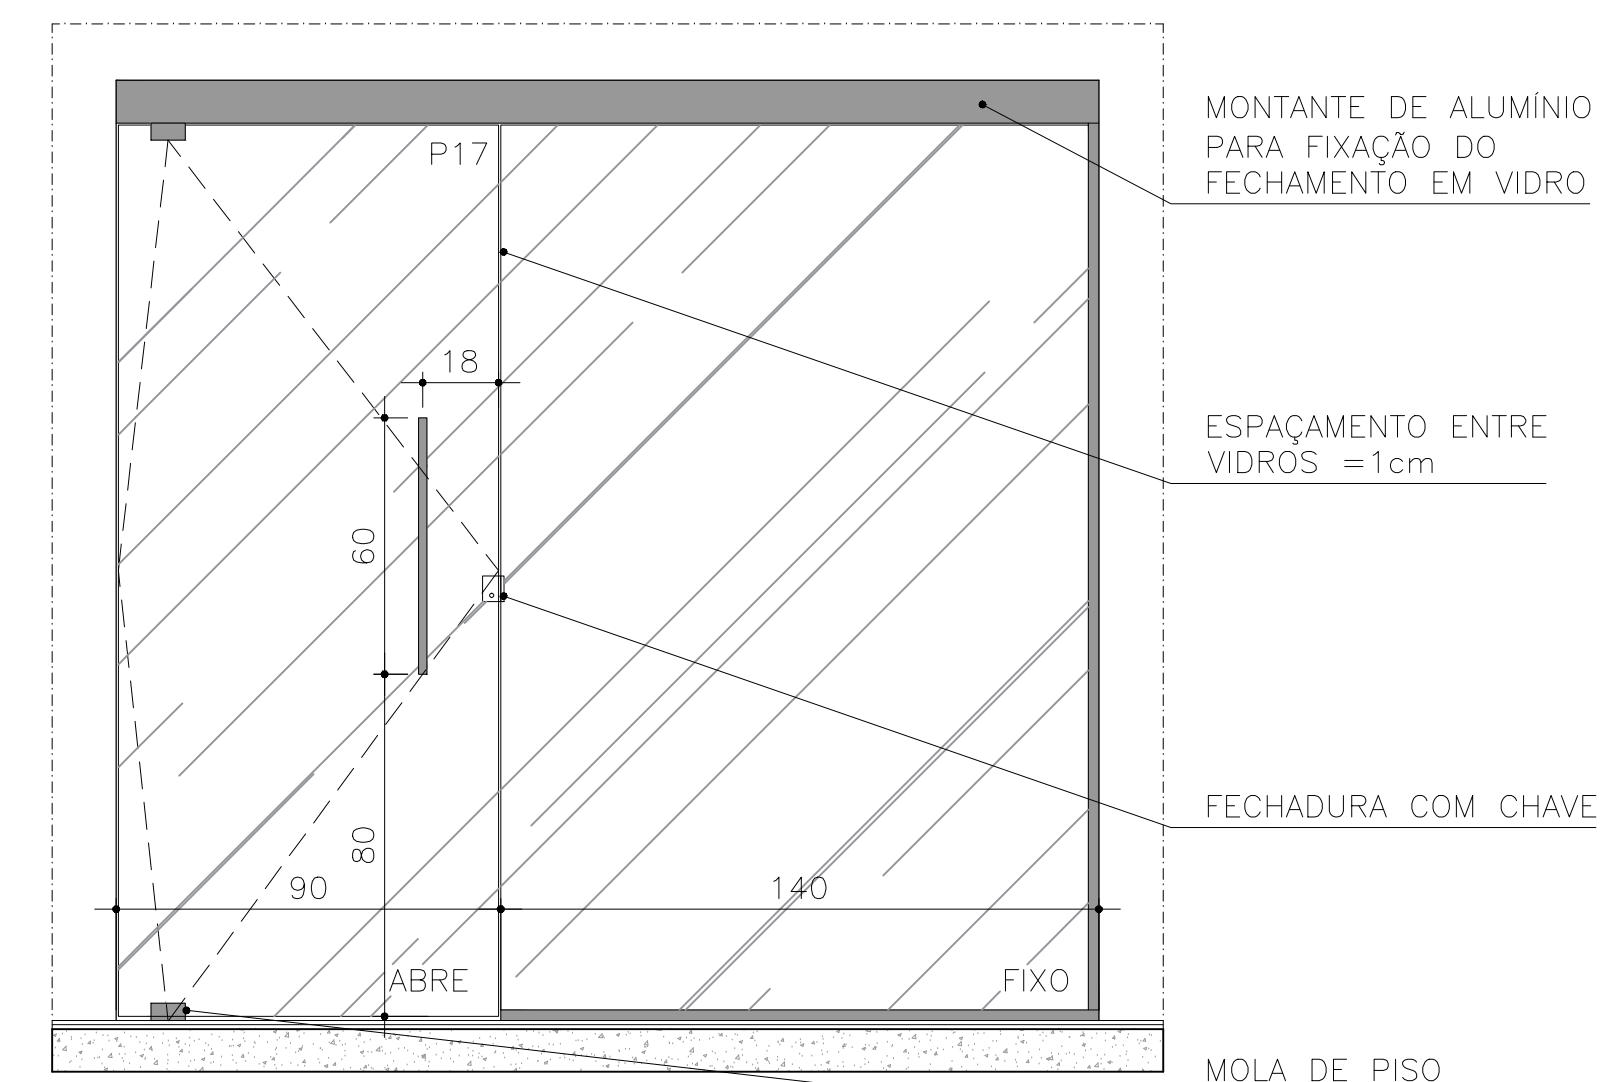 MONTANTE DE ALUMÍNIO
PARA FIXAÇÃO DO
FECHAMENTO EM VIDRO
P17
18
ESPAÇAMENTO ENTRE
VIDROS =1cm
60
FECHADURA COM CHAVE
80
90
140
ABRE
FIXO
MOLA DE PISO